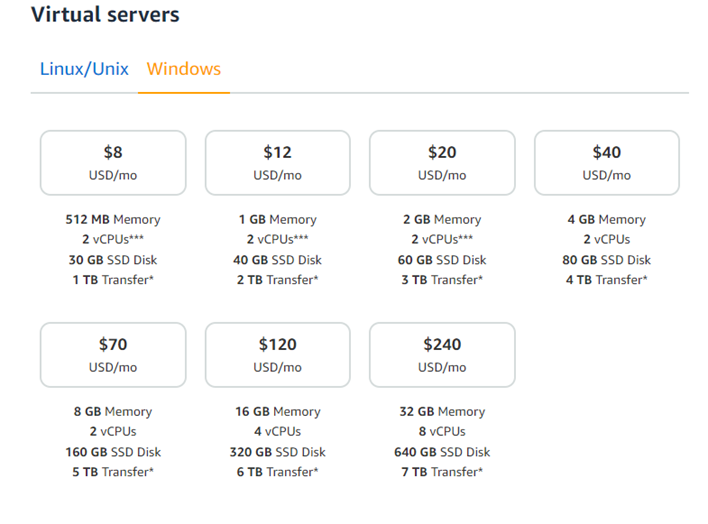 Virtual servers
Linux/Unix Windows
$8 $12 $20 $40
USD/mo USD/mo USD/mo USD/mo
512 MB Memory 1 GB Memory 2 GB Memory 4 GB Memory
2 vCPUs*** 2 vCPUs*** 2 vCPUs*** 2 vCPUs
30 GB SSD Disk 40 GB SSD Disk 60 GB SSD Disk 80 GB SSD Disk
1 TB Transfer* 2 TB Transfer* 3 TB Transfer* 4 TB Transfer*
$70 $120 $240
USD/mo USD/mo USD/mo
8 GB Memory 16 GB Memory 32 GB Memory
2 vCPUs 4 vCPUs 8 vCPUs
160 GB SSD Disk 320 GB SSD Disk 640 GB SSD Disk
5 TB Transfer* 6 TB Transfer* 7 TB Transfer*